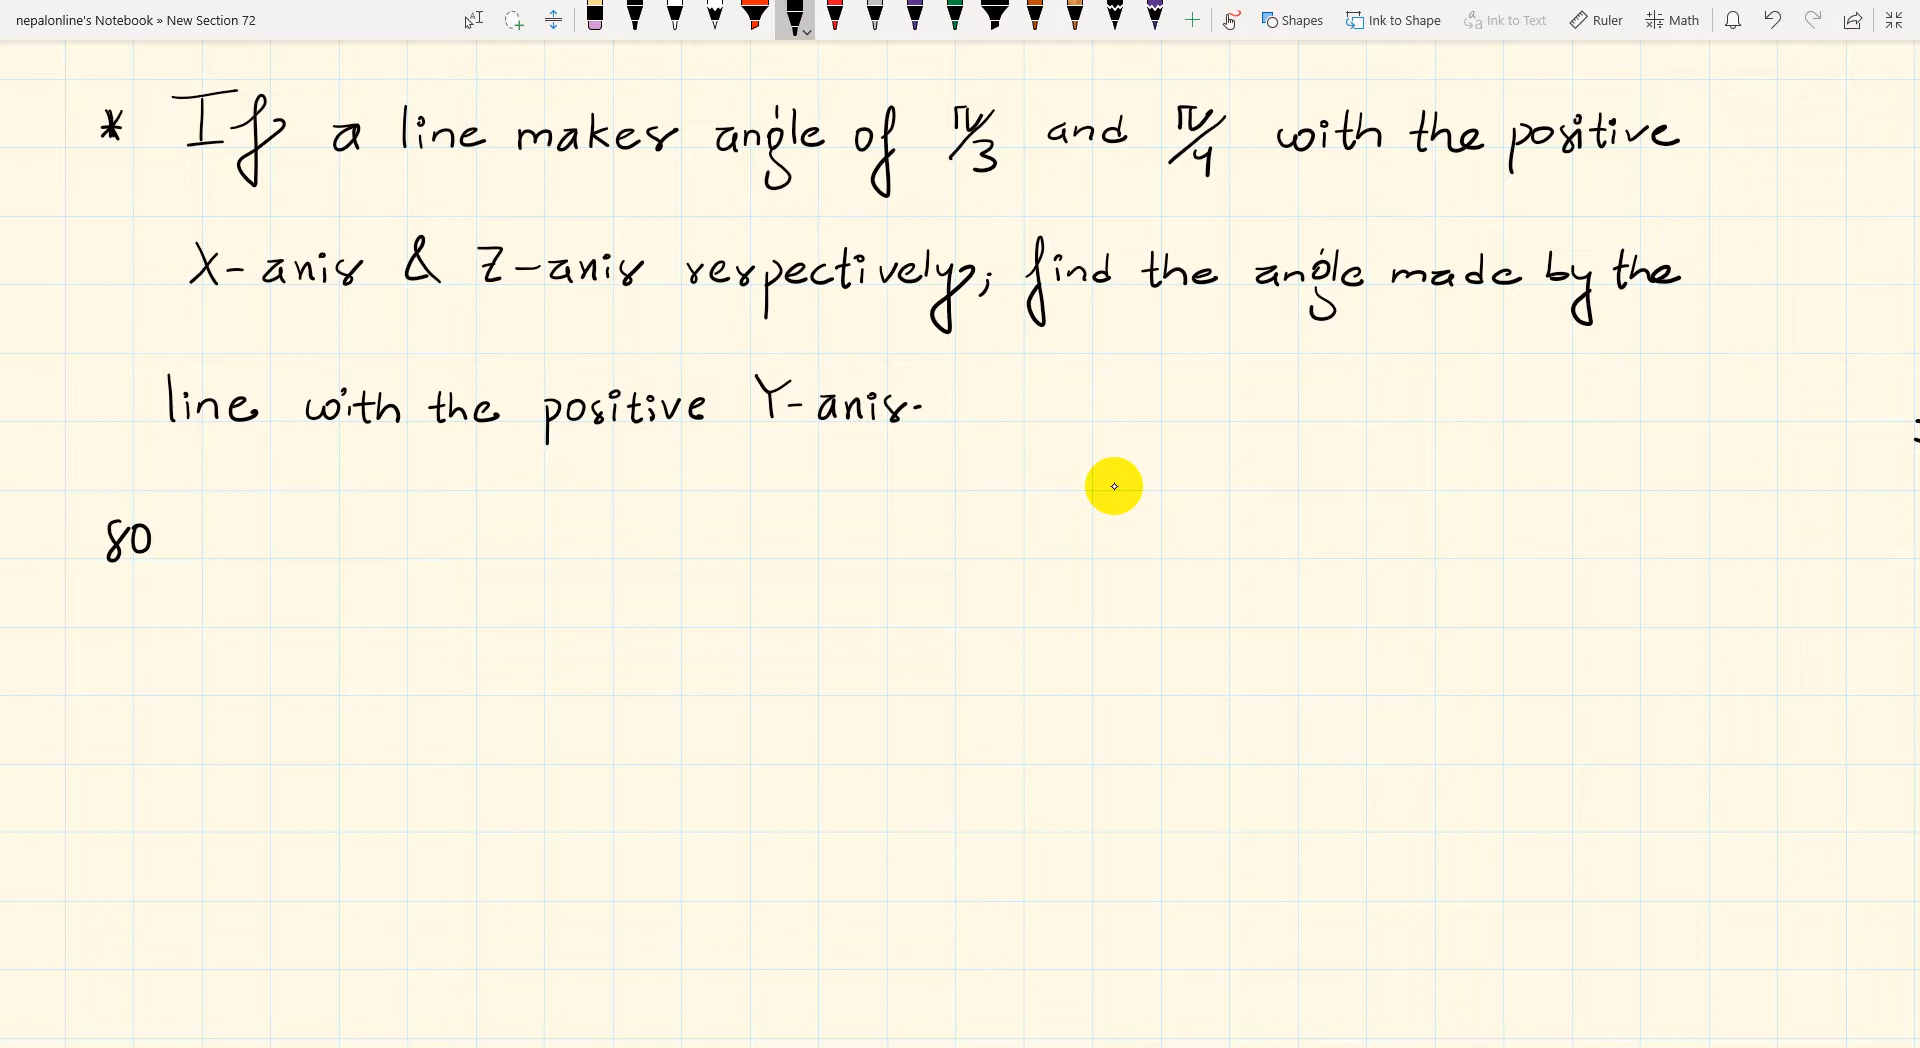 nepalonline's Notebook » New Section 72
Shapes
Ink to Shape
Ink to Text
Ruler
Math
* If a line makes angle of π/3 and π/4 with the positive
X-axis & Z-axis respectively, find the angle made by the
line with the positive Y-axis.
so